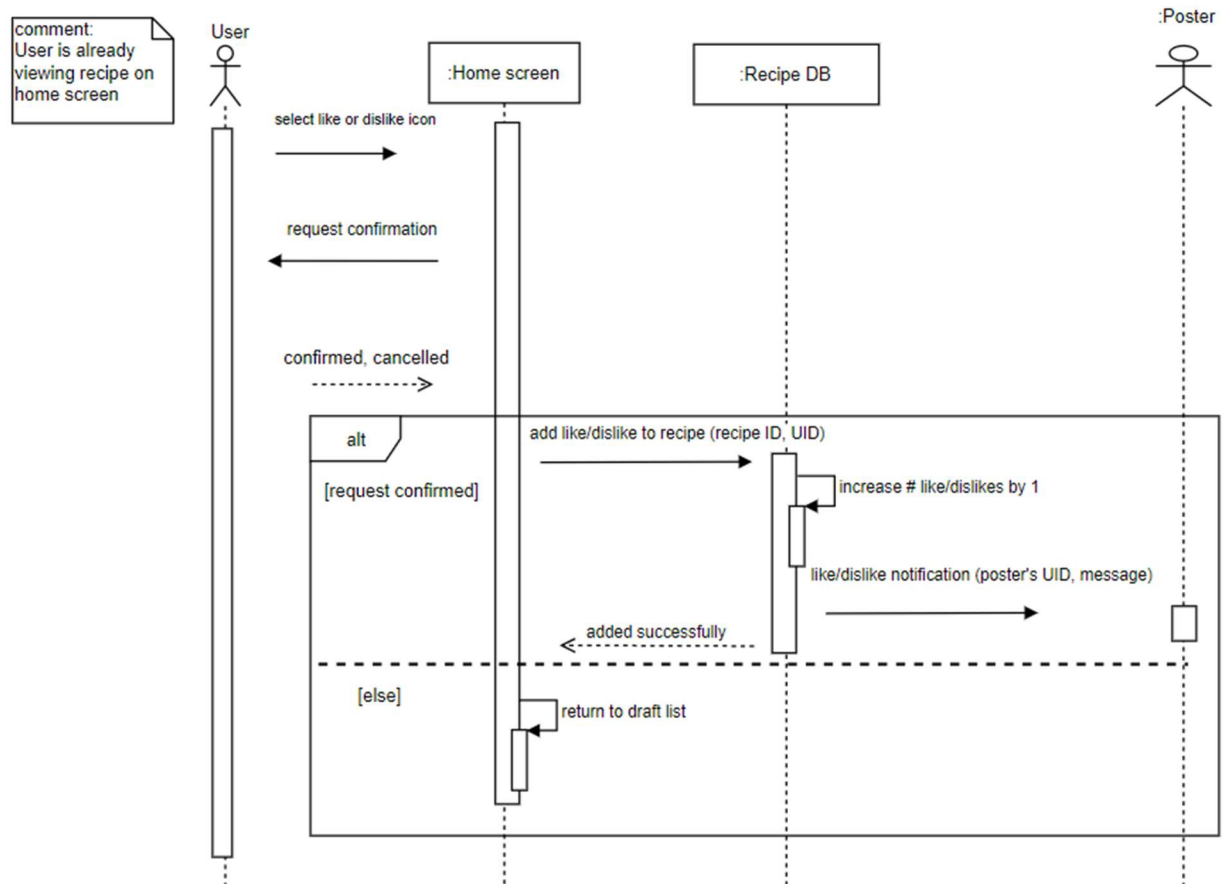 comment:
User is already
viewing recipe on
home screen
User
:Home screen
:Recipe DB
:Poster
select like or dislike icon
request confirmation
confirmed, cancelled
alt
add like/dislike to recipe (recipe ID, UID)
[request confirmed]
increase # like/dislikes by 1
like/dislike notification (poster's UID, message)
added successfully
[else]
return to draft list